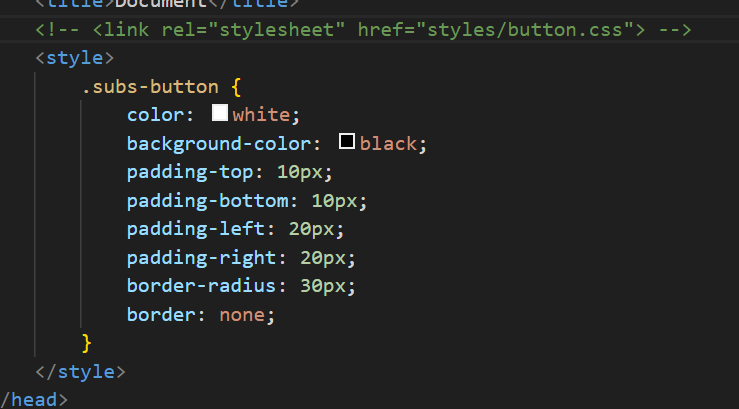 <title>Document</title>
<!-- <link rel="stylesheet" href="styles/button.css"> -->
<style>
.subs-button {
color: white;
background-color: black;
padding-top: 10px;
padding-bottom: 10px;
padding-left: 20px;
padding-right: 20px;
border-radius: 30px;
border: none;
}
</style>
/head>